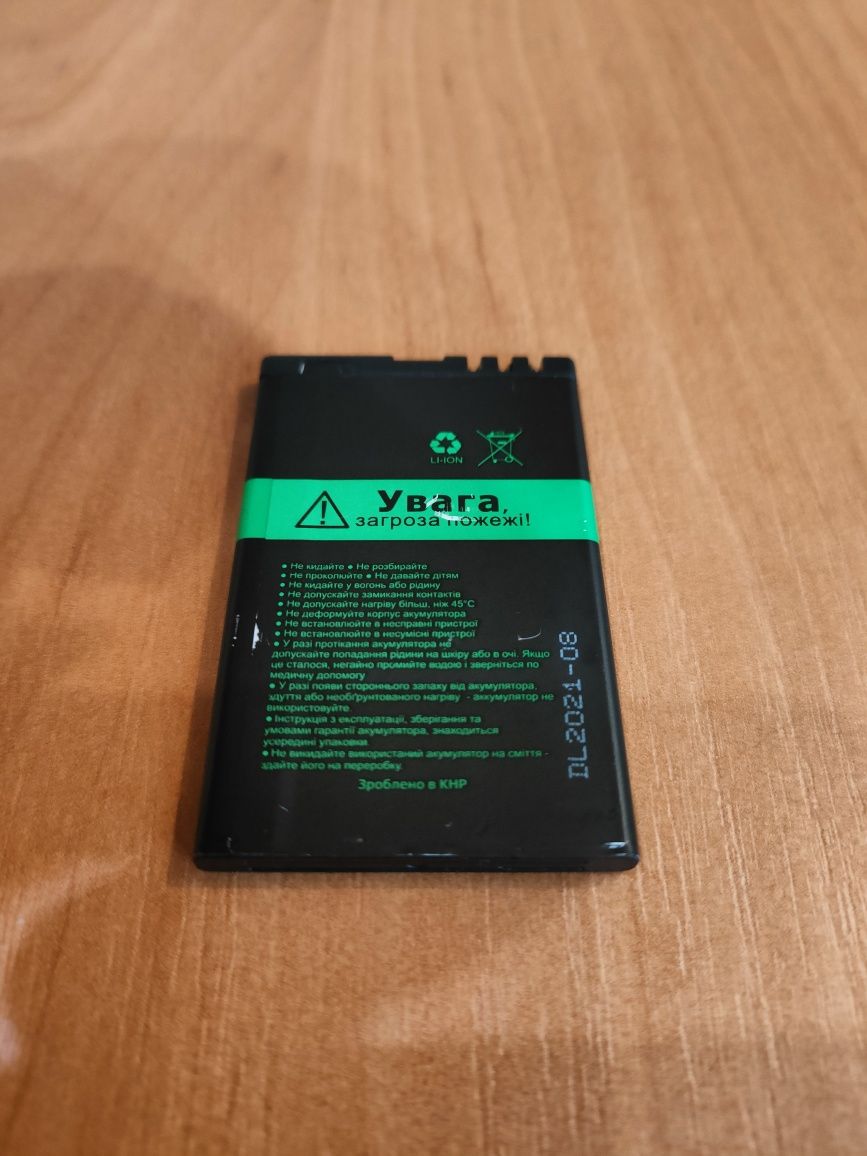 LI-ION
Увага,
загроза пожежі!
• Не кидайте • Не розбирайте
• Не проколюйте • Не давайте дітям
• Не кидайте у вогонь або рідину
• Не допускайте замикання контактів
• Не допускайте нагріву більш, ніж 45°C
• Не деформуйте корпус акумулятора
• Не встановлюйте в несправні пристрої
• Не встановлюйте в несумісні пристрої
• У разі протікання акумулятора не
допускайте попадання рідини на шкіру або в очі. Якщо
це сталося, негайно промийте водою і зверніться по
медичну допомогу
• У разі появи стороннього запаху від акумулятора,
здуття або необґрунтованого нагріву - аккумулятор не
використовуйте
• Інструкція з експлуатації, зберігання та
умовами гарантії акумулятора, знаходиться
усередині упаковки
• Не викидайте використаний акумулятор на сміття -
здайте його на переробку.
Зроблено в КНР
DL2021-08